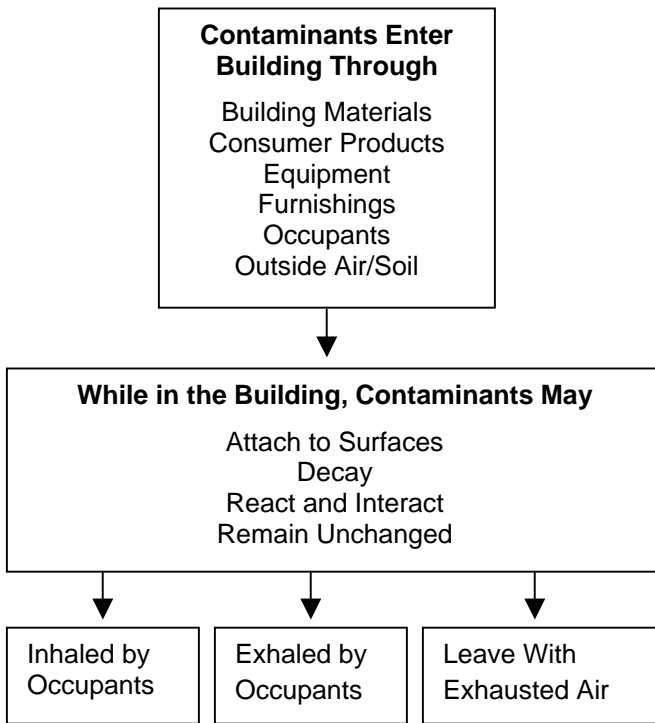 Contaminants Enter
Building Through
Building Materials
Consumer Products
Equipment
Furnishings
Occupants
Outside Air/Soil
While in the Building, Contaminants May
Attach to Surfaces
Decay
React and Interact
Remain Unchanged
Inhaled by
Occupants
Exhaled by
Occupants
Leave With
Exhausted Air